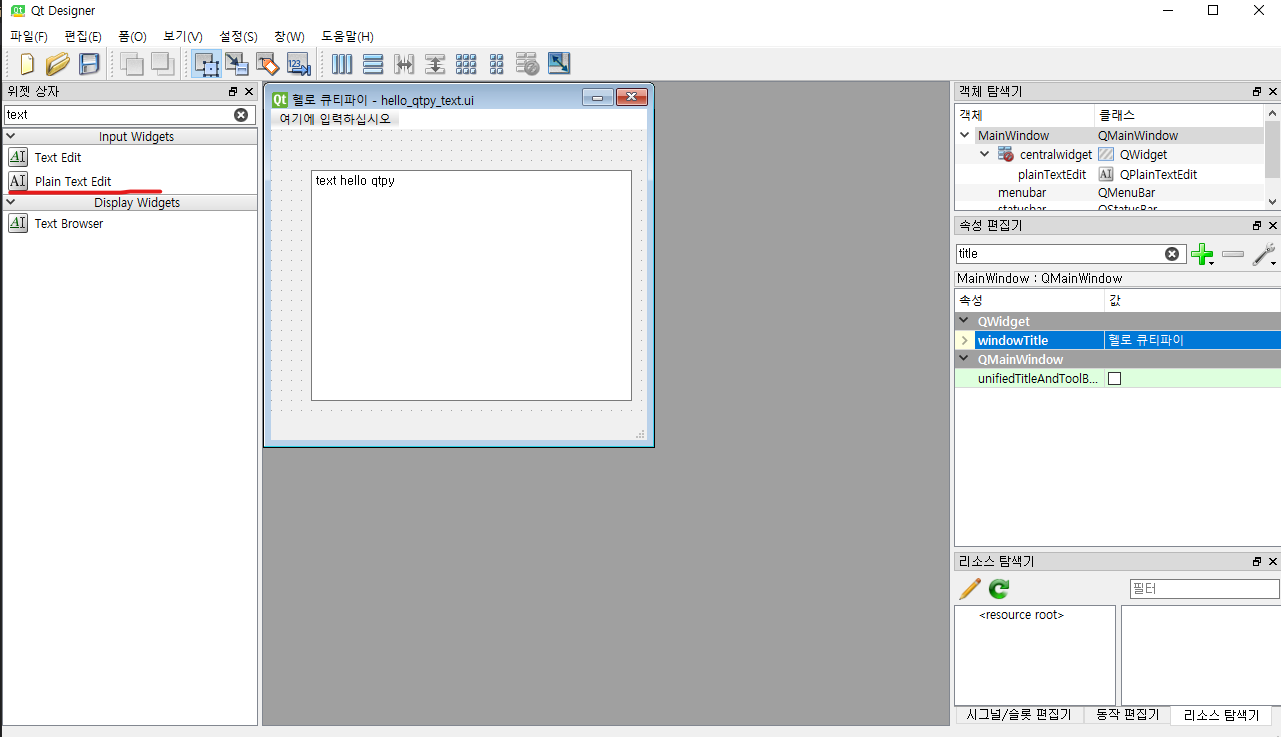 Qt Designer
파일(F) 편집(E) 폼(O) 보기(V) 설정(S) 창(W) 도움말(H)
위젯 상자
text
Input Widgets
Text Edit
Plain Text Edit
Display Widgets
Text Browser
헬로 큐티파이 - hello_qtpy_text.ui
여기에 입력하십시오
text hello qtpy
객체 탐색기
객체 클래스
MainWindow QMainWindow
centralwidget QWidget
plainTextEdit QPlainTextEdit
menubar QMenuBar
statusbar QStatusBar
속성 편집기
title
MainWindow : QMainWindow
속성 값
QWidget
windowTitle 헬로 큐티파이
QMainWindow
unifiedTitleAndToolB...
리소스 탐색기
필터
<resource root>
시그널/슬롯 편집기 동작 편집기 리소스 탐색기